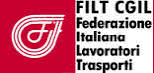 FILT CGIL
Federazione
Italiana
Lavoratori
Trasporti